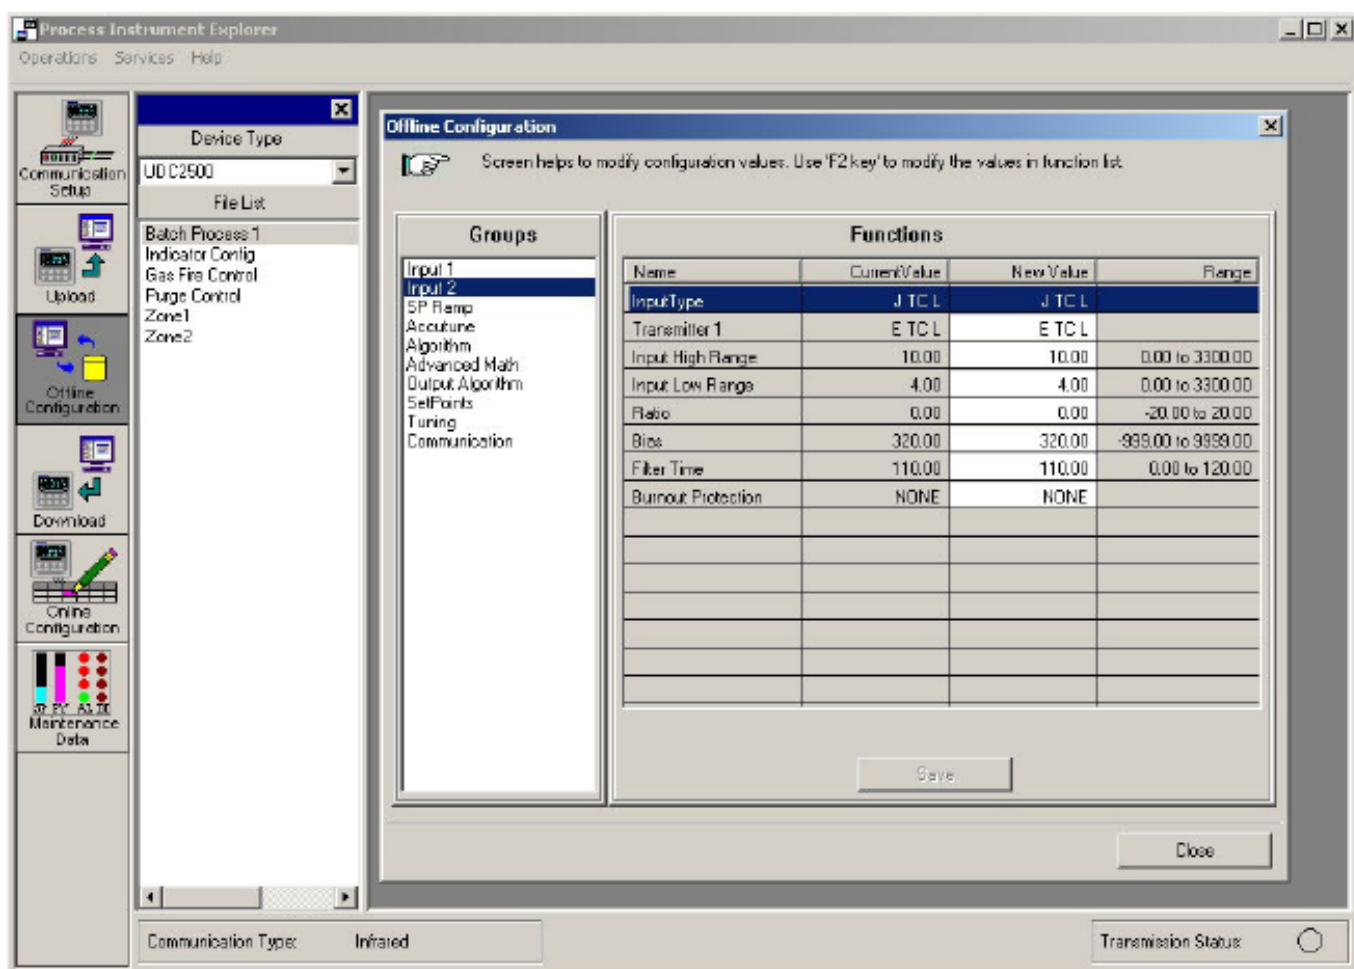 Process Instrument Explorer
Operations Services Help
Communication Setup
Upload
Offline Configuration
Download
Online Configuration
SP PV AL DI
Maintenance Data
Device Type
UDC2500
File List
Batch Process 1
Indicator Config
Gas Fire Control
Purge Control
Zone1
Zone2
Offline Configuration
Screen helps to modify configuration values. Use 'F2 key' to modify the values in function list.
Groups
Input 1
Input 2
SP Ramp
Accutune
Algorithm
Advanced Math
Output Algorithm
SetPoints
Tuning
Communication
Functions
Name CurrentValue New Value Range
InputType J TC L J TC L
Transmitter 1 E TC L E TC L
Input High Range 10.00 10.00 0.00 to 3300.00
Input Low Range 4.00 4.00 0.00 to 3300.00
Ratio 0.00 0.00 -20.00 to 20.00
Bias 320.00 320.00 -999.00 to 9999.00
Filter Time 110.00 110.00 0.00 to 120.00
Burnout Protection NONE NONE
Save
Close
Communication Type: Infrared
Transmission Status: